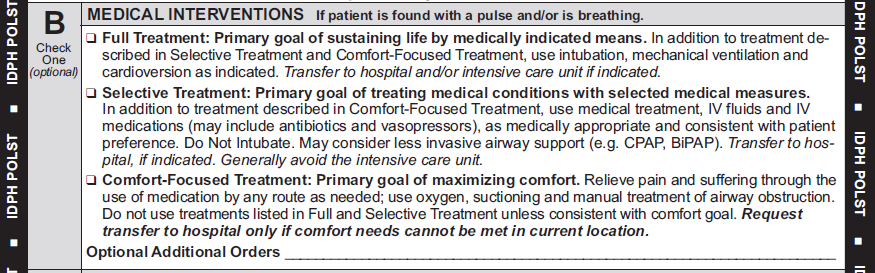 B
Check
One
(optional)
MEDICAL INTERVENTIONS If patient is found with a pulse and/or is breathing.
❑ Full Treatment: Primary goal of sustaining life by medically indicated means. In addition to treatment de-
scribed in Selective Treatment and Comfort-Focused Treatment, use intubation, mechanical ventilation and
cardioversion as indicated. Transfer to hospital and/or intensive care unit if indicated.
❑ Selective Treatment: Primary goal of treating medical conditions with selected medical measures.
In addition to treatment described in Comfort-Focused Treatment, use medical treatment, IV fluids and IV
medications (may include antibiotics and vasopressors), as medically appropriate and consistent with patient
preference. Do Not Intubate. May consider less invasive airway support (e.g. CPAP, BiPAP). Transfer to hos-
pital, if indicated. Generally avoid the intensive care unit.
❑ Comfort-Focused Treatment: Primary goal of maximizing comfort. Relieve pain and suffering through the
use of medication by any route as needed; use oxygen, suctioning and manual treatment of airway obstruction.
Do not use treatments listed in Full and Selective Treatment unless consistent with comfort goal. Request
transfer to hospital only if comfort needs cannot be met in current location.
Optional Additional Orders
IDPH POLST ■ IDPH POLST ■
IDPH POLST ■ IDPH POLST ■